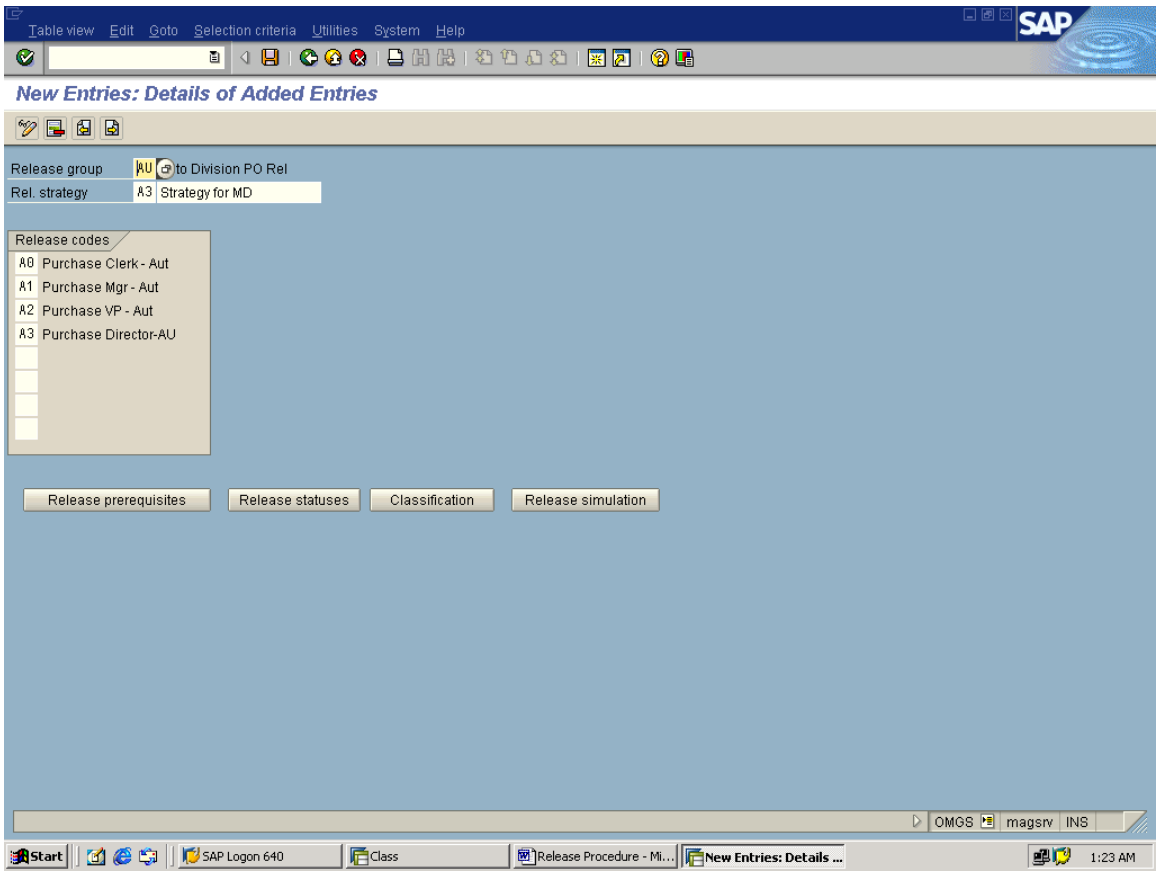 Table view Edit Goto Selection criteria Utilities System Help
SAP
New Entries: Details of Added Entries
Release group AU to Division PO Rel
Rel. strategy A3 Strategy for MD
Release codes
A0 Purchase Clerk - Aut
A1 Purchase Mgr - Aut
A2 Purchase VP - Aut
A3 Purchase Director-AU
Release prerequisites Release statuses Classification Release simulation
OMGS magsrv INS
Start SAP Logon 640 Class Release Procedure - Mi... New Entries: Details ... 1:23 AM